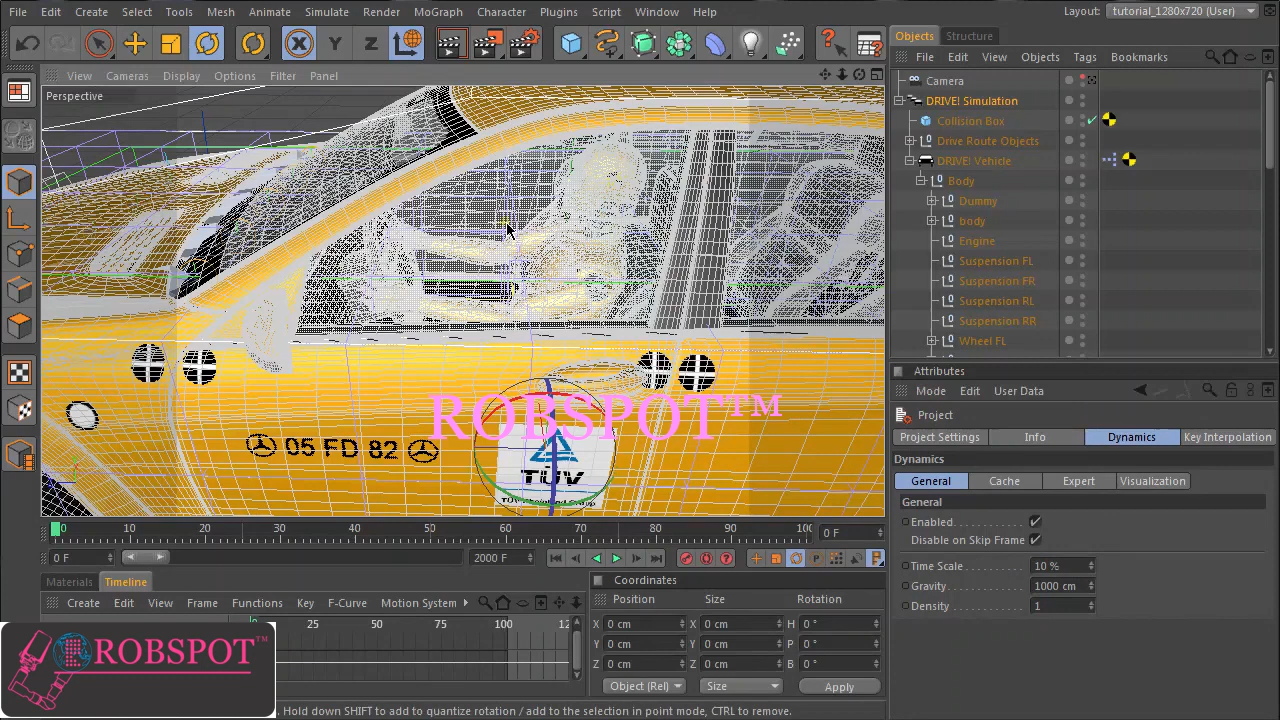 File Edit Create Select Tools Mesh Animate Simulate Render MoGraph Character Plugins Script Window Help Layout: tutorial_1280x720 (User)
X Y Z
Objects Structure
View Cameras Display Options Filter Panel
File Edit View Objects Tags Bookmarks
Perspective
Camera
DRIVE! Simulation
Collision Box
Drive Route Objects
DRIVE! Vehicle
Body
Dummy
body
Engine
Suspension FL
Suspension FR
Suspension RL
Suspension RR
Wheel FL
Attributes
Mode Edit User Data
Project
Project Settings Info Dynamics Key Interpolation
Dynamics
General Cache Expert Visualization
General
Enabled
Disable on Skip Frame
Time Scale 10 %
Gravity 1000 cm
Density 1
ROBSPOT™
05 FD 82
TÜV
0 10 20 30 40 50 60 70 80 90 100 0 F
0 F 2000 F
Materials Timeline
Create Edit View Frame Functions Key F-Curve Motion System
25 50 75 100
Coordinates
Position Size Rotation
X 0 cm X 0 cm H 0 °
Y 0 cm Y 0 cm P 0 °
Z 0 cm Z 0 cm B 0 °
Object (Rel) Size Apply
ROBSPOT™
Hold down SHIFT to add to quantize rotation / add to the selection in point mode, CTRL to remove.